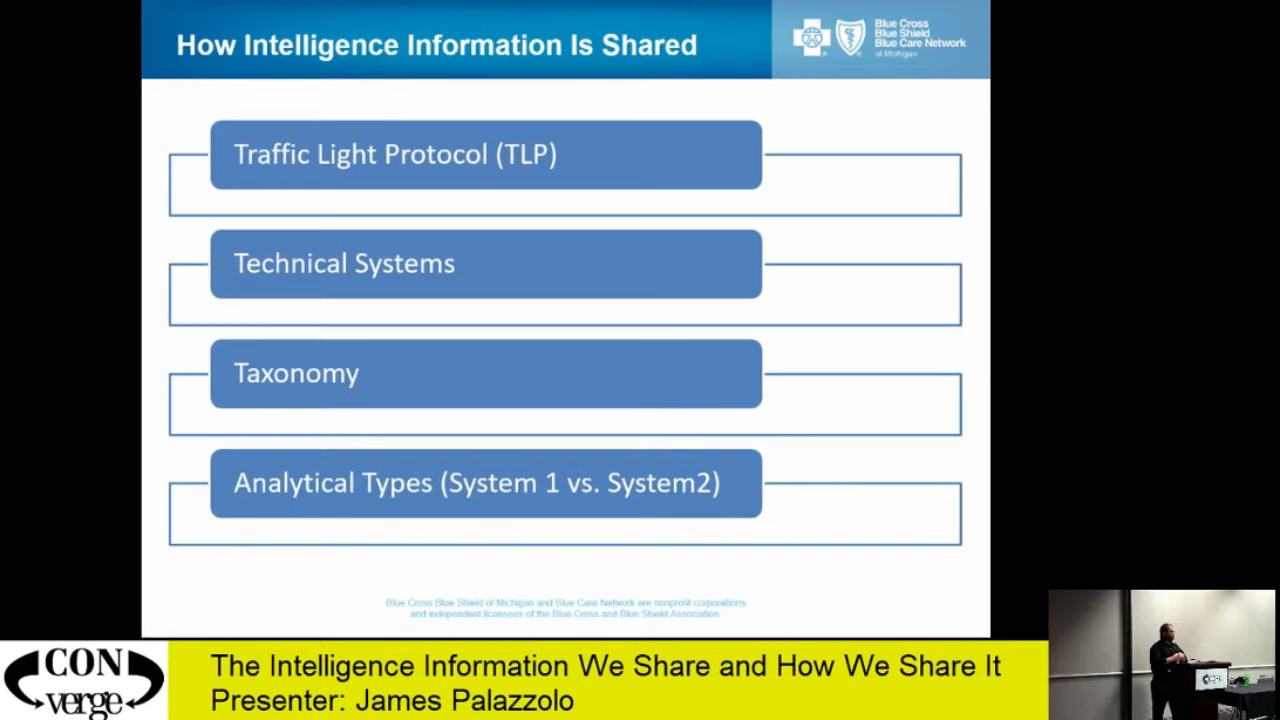 How Intelligence Information Is Shared
Blue Cross
Blue Shield
Blue Care Network
of Michigan
Traffic Light Protocol (TLP)
Technical Systems
Taxonomy
Analytical Types (System 1 vs. System2)
Blue Cross Blue Shield of Michigan and Blue Care Network are nonprofit corporations
and independent licensees of the Blue Cross and Blue Shield Association.
CON
verge
The Intelligence Information We Share and How We Share It
Presenter: James Palazzolo